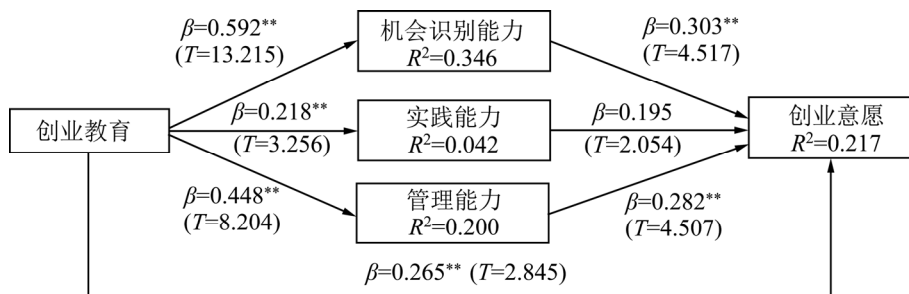 β=0.592**
(T=13.215)
机会识别能力
R²=0.346
β=0.303**
(T=4.517)
创业教育
β=0.218**
(T=3.256)
实践能力
R²=0.042
β=0.195
(T=2.054)
创业意愿
R²=0.217
β=0.448**
(T=8.204)
管理能力
R²=0.200
β=0.282**
(T=4.507)
β=0.265** (T=2.845)